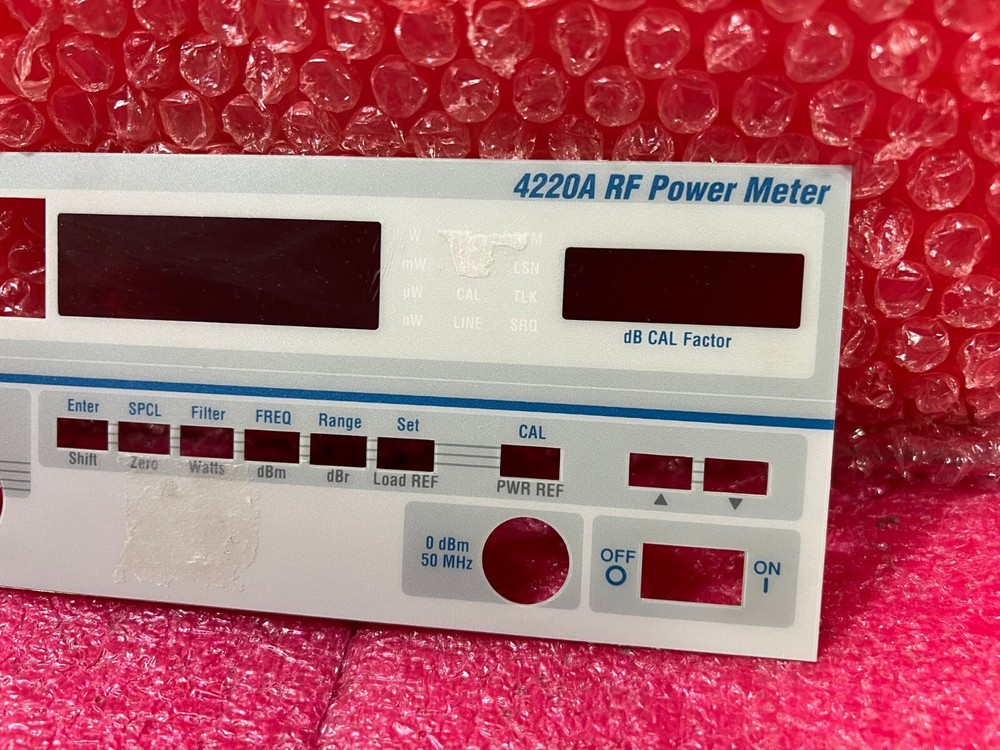 4220A RF Power Meter
W
mW LSN
µW CAL TLK
nW LINE SRQ
dB CAL Factor
Enter SPCL Filter FREQ Range Set CAL
Shift Zero Watts dBm dBr Load REF PWR REF
▲ ▼
0 dBm
50 MHz
OFF ON
O I